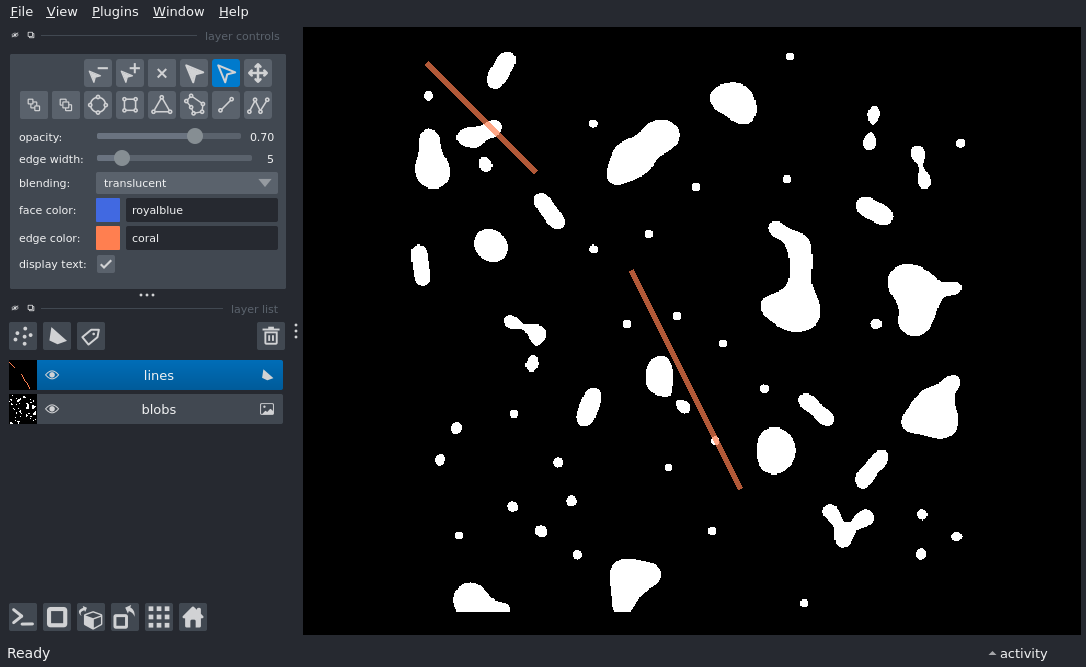 File View Plugins Window Help
layer controls
opacity: 0.70
edge width: 5
blending: translucent
face color: royalblue
edge color: coral
display text:
layer list
lines
blobs
Ready
activity